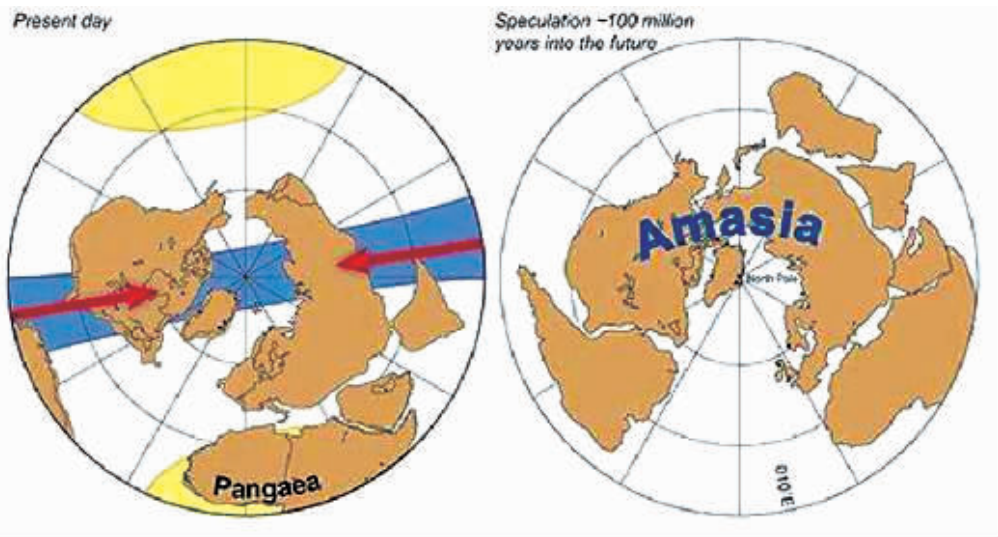 Present day
Speculation ~100 million
years into the future
Amasia
North Pole
Pangaea
010°E